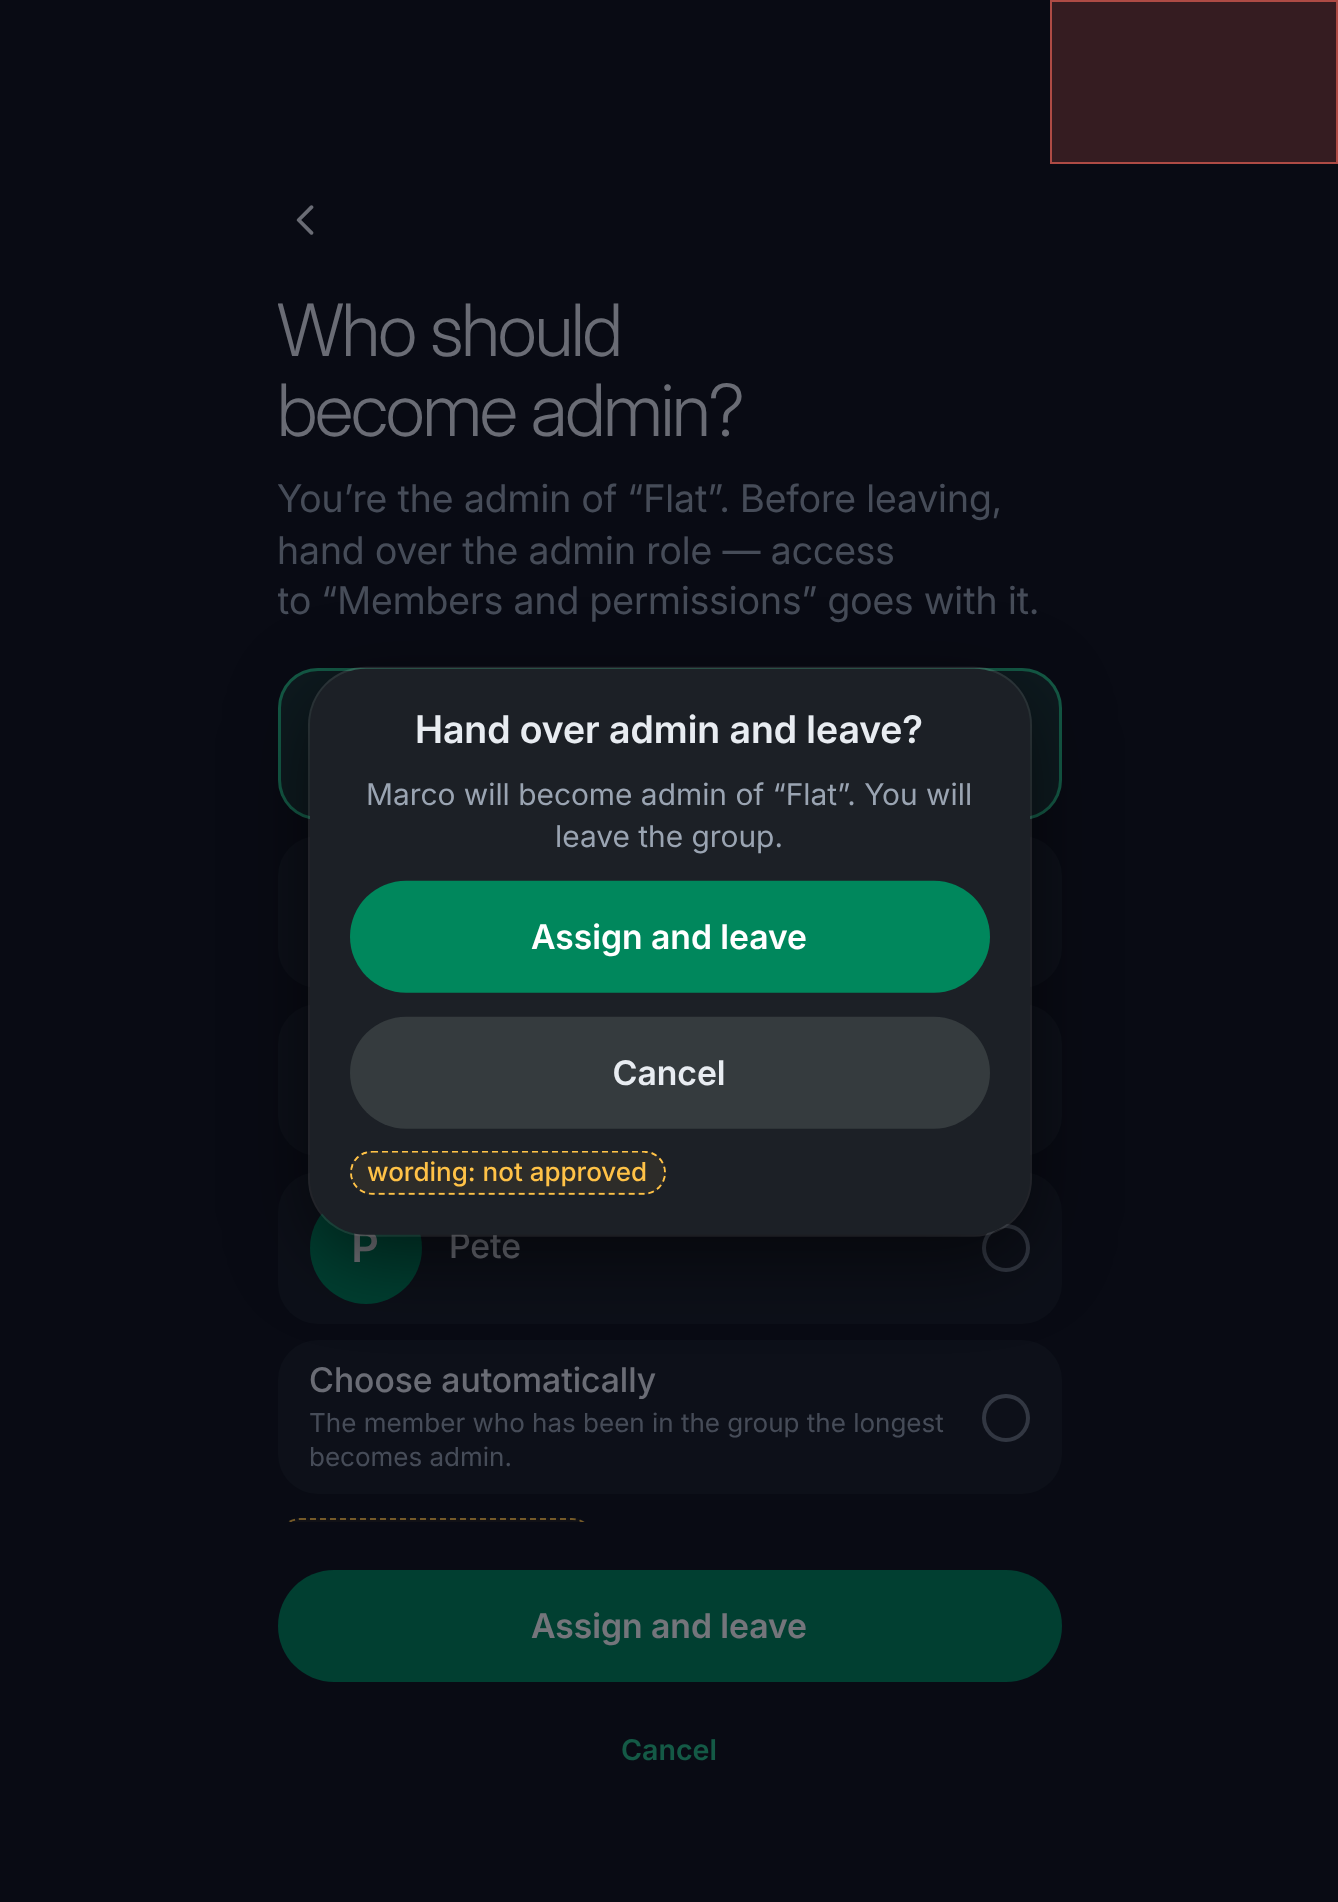 Who should
become admin?
You’re the admin of “Flat”. Before leaving,
hand over the admin role — access
to “Members and permissions” goes with it.
Hand over admin and leave?
Marco will become admin of “Flat”. You will
leave the group.
Assign and leave
Cancel
wording: not approved
P
Pete
Choose automatically
The member who has been in the group the longest
becomes admin.
Assign and leave
Cancel